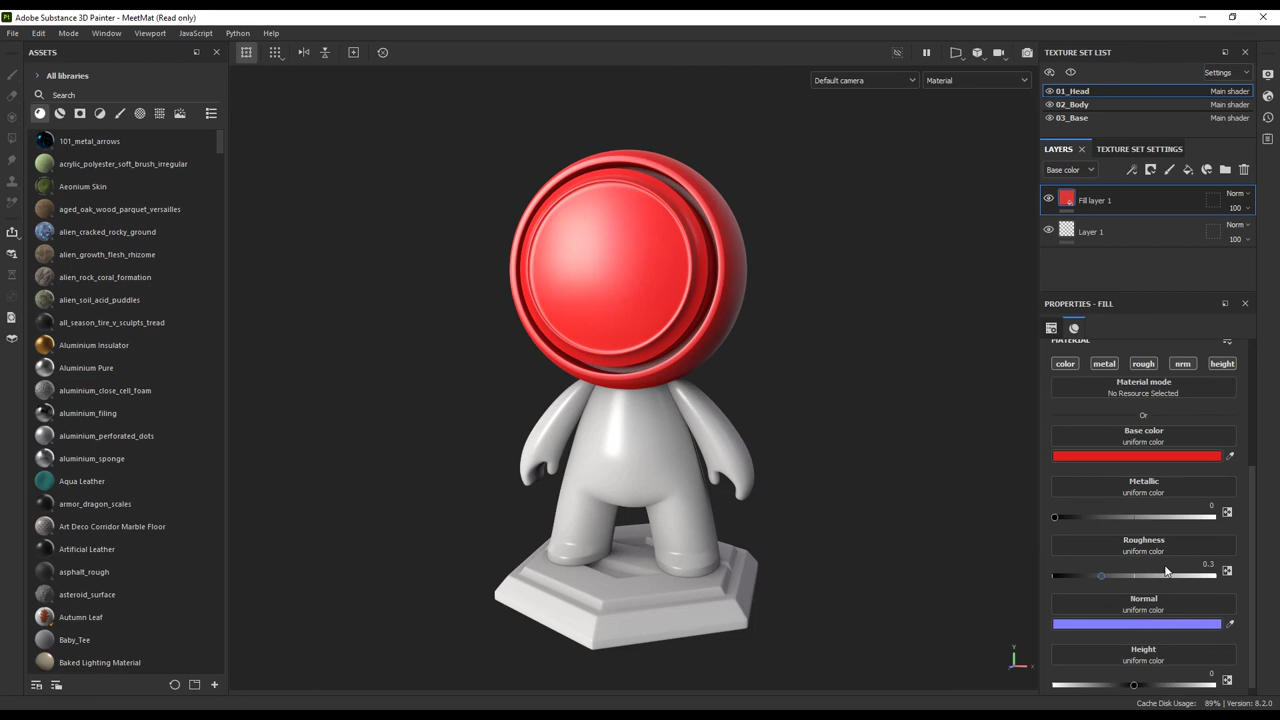 Pt Adobe Substance 3D Painter - MeetMat (Read only)
File Edit Mode Window Viewport JavaScript Python Help
ASSETS
All libraries
Search
101_metal_arrows
acrylic_polyester_soft_brush_irregular
Aeonium Skin
aged_oak_wood_parquet_versailles
alien_cracked_rocky_ground
alien_growth_flesh_rhizome
alien_rock_coral_formation
alien_soil_acid_puddles
all_season_tire_v_sculpts_tread
Aluminium Insulator
Aluminium Pure
aluminium_close_cell_foam
aluminium_filing
aluminium_perforated_dots
aluminium_sponge
Aqua Leather
armor_dragon_scales
Art Deco Corridor Marble Floor
Artificial Leather
asphalt_rough
asteroid_surface
Autumn Leaf
Baby_Tee
Baked Lighting Material
Default camera
Material
Y
X
TEXTURE SET LIST
Settings
01_Head Main shader
02_Body Main shader
03_Base Main shader
LAYERS TEXTURE SET SETTINGS
Base color
Fill layer 1 Norm
100
Layer 1 Norm
100
PROPERTIES - FILL
MATERIAL
color metal rough nrm height
Material mode
No Resource Selected
Or
Base color
uniform color
Metallic
uniform color
0
Roughness
uniform color
0.3
Normal
uniform color
Height
uniform color
0
Cache Disk Usage: 89% | Version: 8.2.0